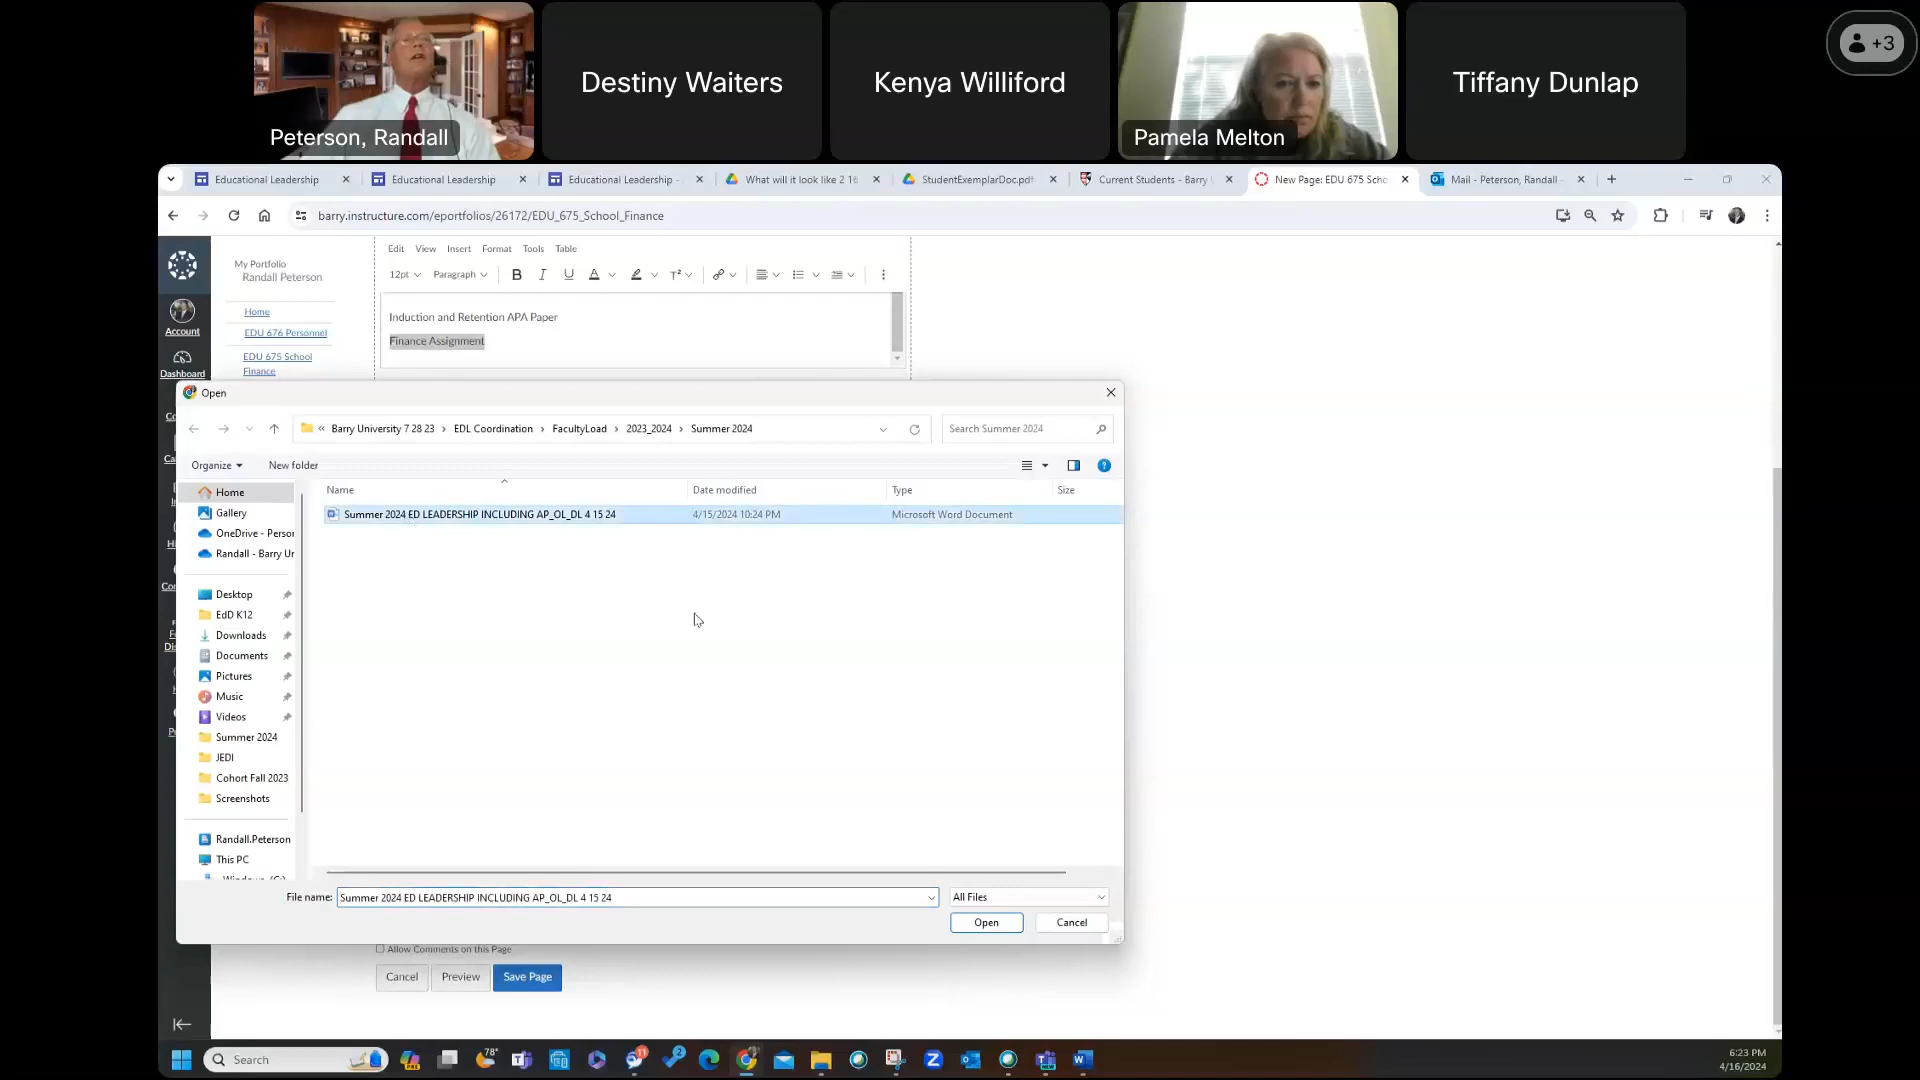 Peterson, Randall
Destiny Waiters
Kenya Williford
Pamela Melton
Tiffany Dunlap
+3
Educational Leadership
Educational Leadership
Educational Leadership -
What will it look like 2 16
StudentExemplarDoc.pdf
Current Students - Barry
New Page: EDU 675 Scho
Mail - Peterson, Randall -
barry.instructure.com/eportfolios/26172/EDU_675_School_Finance
My Portfolio
Randall Peterson
Home
EDU 676 Personnel
EDU 675 School
Finance
Account
Dashboard
Edit View Insert Format Tools Table
12pt Paragraph B I U A T²
Induction and Retention APA Paper
Finance Assignment
Open
« Barry University 7 28 23 › EDL Coordination › FacultyLoad › 2023_2024 › Summer 2024
Search Summer 2024
Organize New folder
Name Date modified Type Size
Summer 2024 ED LEADERSHIP INCLUDING AP_OL_DL 4 15 24 4/15/2024 10:24 PM Microsoft Word Document
Home
Gallery
OneDrive - Person
Randall - Barry Un
Desktop
EdD K12
Downloads
Documents
Pictures
Music
Videos
Summer 2024
JEDI
Cohort Fall 2023
Screenshots
Randall.Peterson
This PC
File name: Summer 2024 ED LEADERSHIP INCLUDING AP_OL_DL 4 15 24 All Files
Open Cancel
Allow Comments on this Page
Cancel Preview Save Page
Search
78°
6:23 PM
4/16/2024